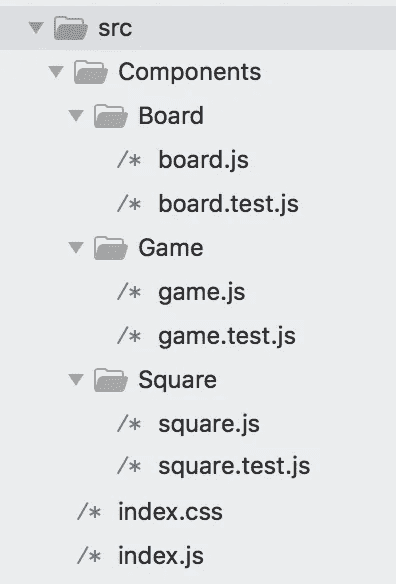 src
Components
Board
/* board.js
/* board.test.js
Game
/* game.js
/* game.test.js
Square
/* square.js
/* square.test.js
/* index.css
/* index.js